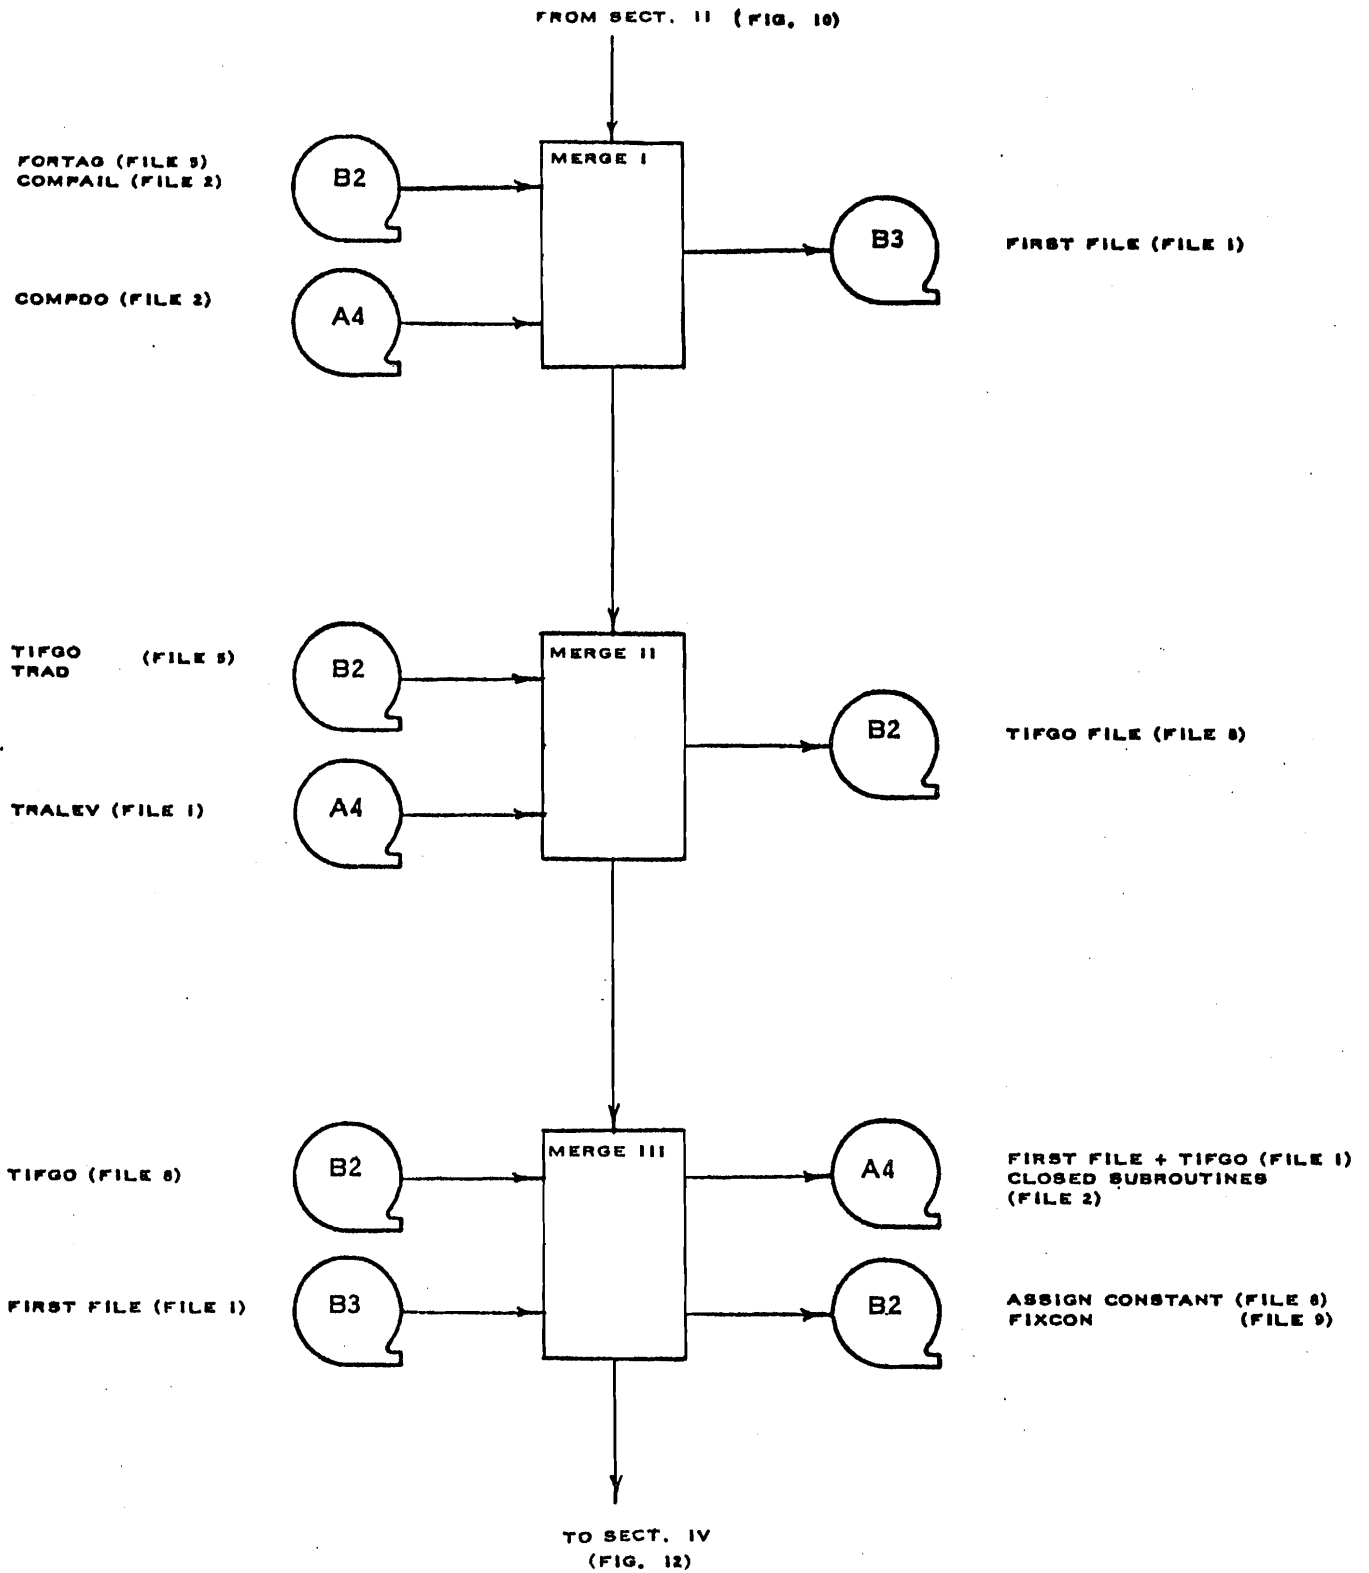 FROM SECT. II (FIG. 10)
FORTAG (FILE 5)
COMPAIL (FILE 2)
B2
MERGE I
B3
FIRST FILE (FILE 1)
COMPDO (FILE 2)
A4
TIFGO (FILE 5)
TRAD
B2
MERGE II
B2
TIFGO FILE (FILE 8)
TRALEV (FILE 1)
A4
TIFGO (FILE 8)
B2
MERGE III
A4
FIRST FILE + TIFGO (FILE 1)
CLOSED SUBROUTINES
(FILE 2)
FIRST FILE (FILE 1)
B3
B2
ASSIGN CONSTANT (FILE 8)
FIXCON (FILE 9)
TO SECT. IV
(FIG. 12)